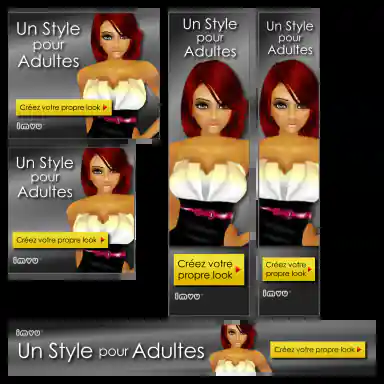 Un Style
pour
Adultes
Créez votre propre look
imvu
Un Style
pour
Adultes
Créez votre
propre look
imvu
Un Style
pour
Adultes
Créez votre
propre look
imvu
Un Style
pour
Adultes
Créez votre propre look
imvu
imvu
Un Style pour Adultes
Créez votre propre look